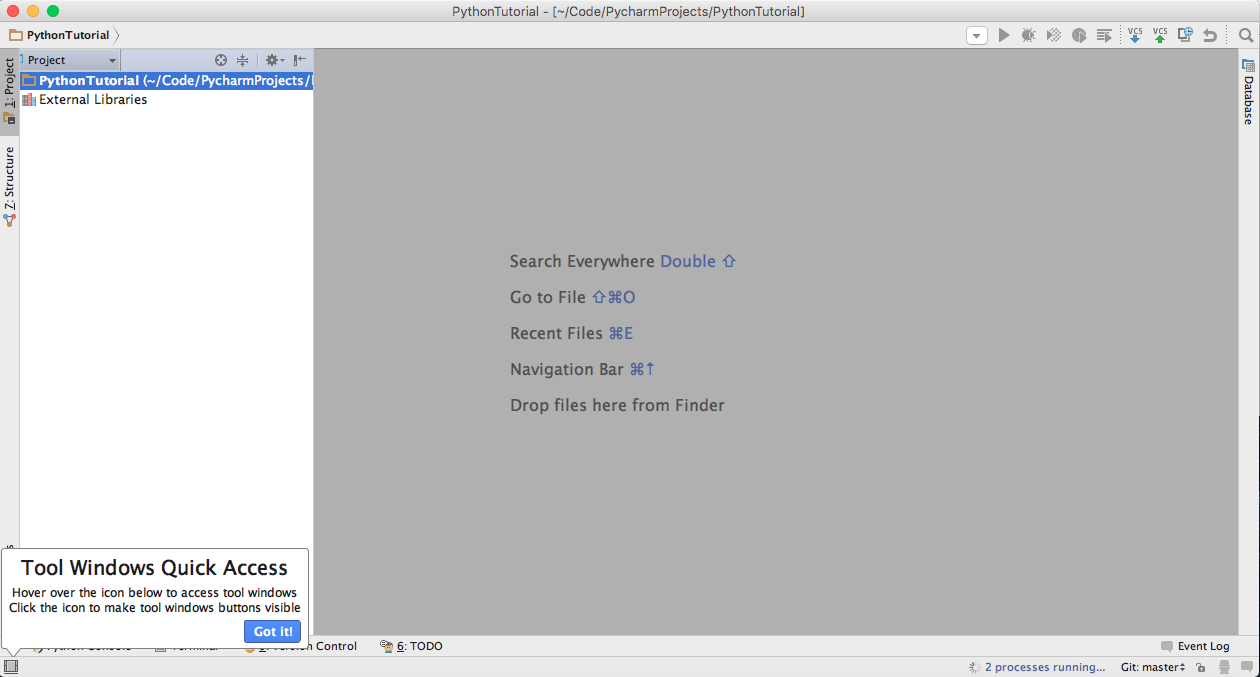 PythonTutorial - [~/Code/PycharmProjects/PythonTutorial]
PythonTutorial
VCS VCS
Project
1: Project
PythonTutorial (~/Code/PycharmProjects/
External Libraries
7: Structure
Database
Search Everywhere Double ⇧
Go to File ⇧⌘O
Recent Files ⌘E
Navigation Bar ⌘↑
Drop files here from Finder
Tool Windows Quick Access
Hover over the icon below to access tool windows
Click the icon to make tool windows buttons visible
Got it!
Control
6: TODO
Event Log
2 processes running...
Git: master